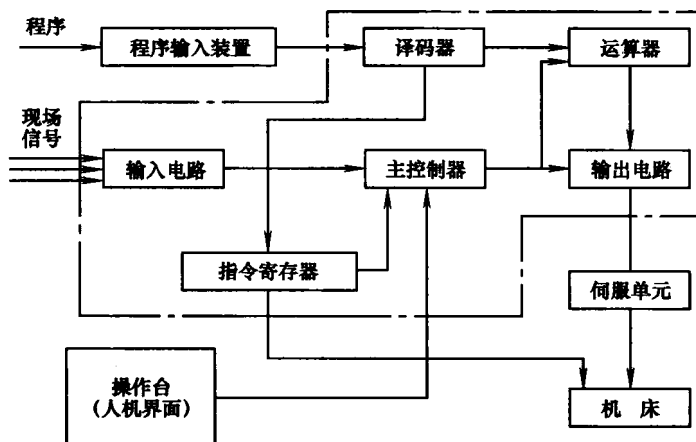 程序
程序输入装置
译码器
运算器
现场
信号
输入电路
主控制器
输出电路
指令寄存器
伺服单元
操作台
(人机界面)
机 床